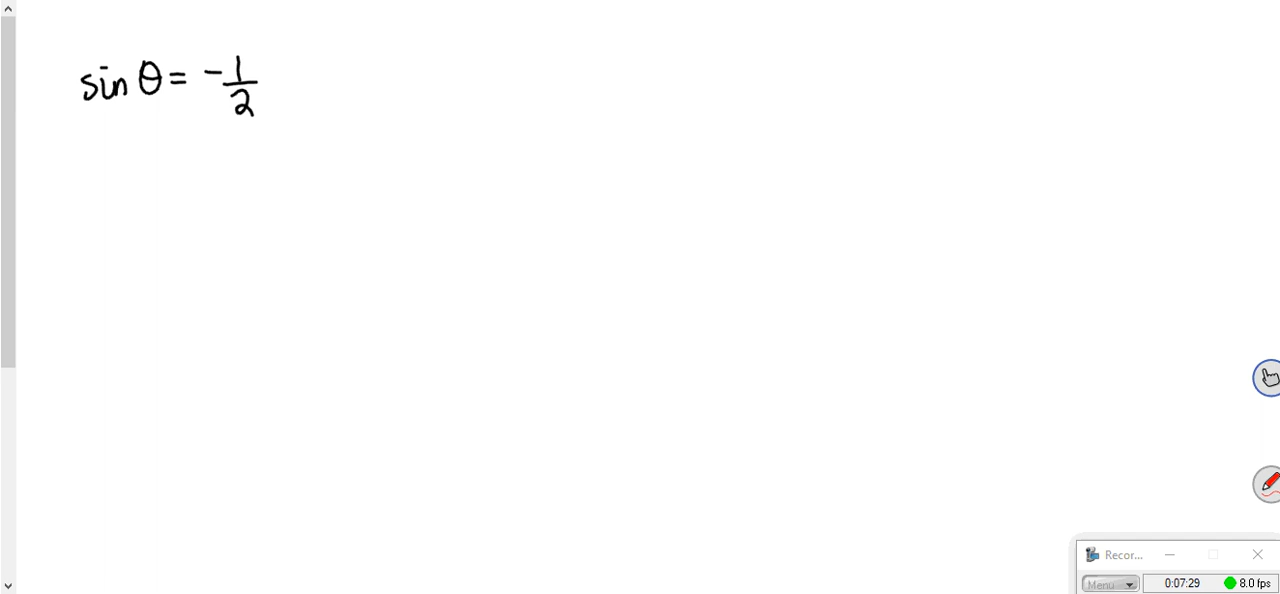 sin θ = -1/2
Recor...
Menu 0:07:29 8.0 fps